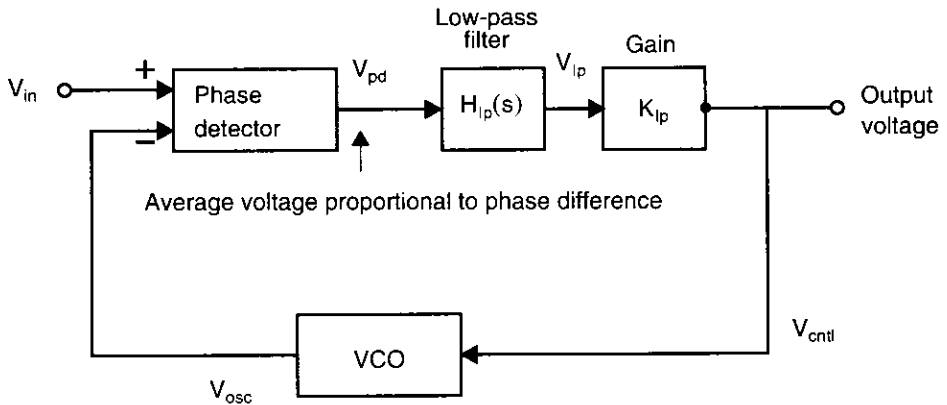 Low-pass
filter
Gain
V_in
+
−
Phase
detector
V_pd
H_lp(s)
V_lp
K_lp
Output
voltage
Average voltage proportional to phase difference
VCO
V_cntl
V_osc